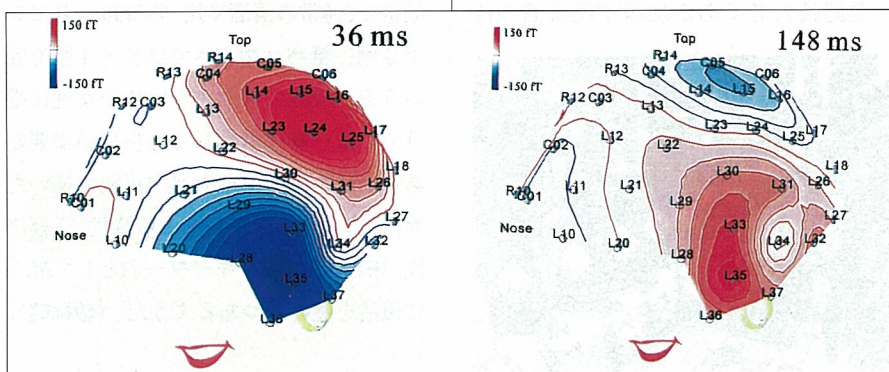 150 fT
-150 fT
36 ms
Top
R14
C05
R13
C04
C06
L14
L15
L16
R12
C03
L13
L23
L24
L25
L17
L12
L22
C02
L30
L18
L31
L26
R10
C01
L11
L21
L29
L27
L33
Nose
L10
L20
L28
L34
L32
L35
L37
L36
150 fT
-150 fT
148 ms
Top
R14
C05
R13
C04
C06
L14
L15
L16
R12
C03
L13
L23
L24
L25
L17
L12
L22
C02
L30
L18
L31
L26
R10
C01
L11
L21
L29
L27
L33
Nose
L10
L20
L28
L34
L32
L35
L37
L36